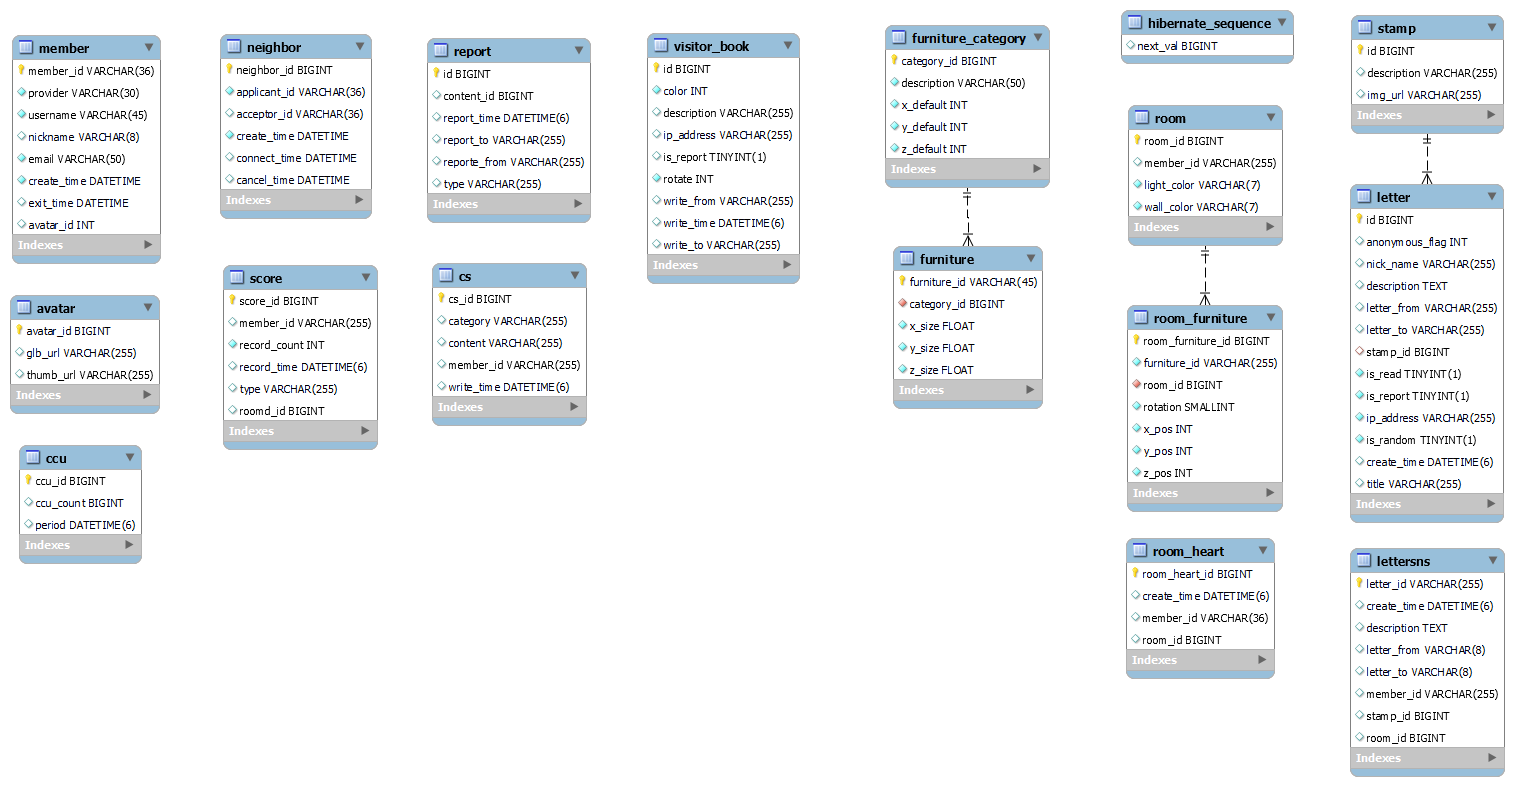 member
member_id VARCHAR(36)
provider VARCHAR(30)
username VARCHAR(45)
nickname VARCHAR(8)
email VARCHAR(50)
create_time DATETIME
exit_time DATETIME
avatar_id INT
Indexes
avatar
avatar_id BIGINT
glb_url VARCHAR(255)
thumb_url VARCHAR(255)
Indexes
ccu
ccu_id BIGINT
ccu_count BIGINT
period DATETIME(6)
Indexes
neighbor
neighbor_id BIGINT
applicant_id VARCHAR(36)
acceptor_id VARCHAR(36)
create_time DATETIME
connect_time DATETIME
cancel_time DATETIME
Indexes
score
score_id BIGINT
member_id VARCHAR(255)
record_count INT
record_time DATETIME(6)
type VARCHAR(255)
roomd_id BIGINT
Indexes
report
id BIGINT
content_id BIGINT
report_time DATETIME(6)
report_to VARCHAR(255)
reporte_from VARCHAR(255)
type VARCHAR(255)
Indexes
cs
cs_id BIGINT
category VARCHAR(255)
content VARCHAR(255)
member_id VARCHAR(255)
write_time DATETIME(6)
Indexes
visitor_book
id BIGINT
color INT
description VARCHAR(255)
ip_address VARCHAR(255)
is_report TINYINT(1)
rotate INT
write_from VARCHAR(255)
write_time DATETIME(6)
write_to VARCHAR(255)
Indexes
furniture_category
category_id BIGINT
description VARCHAR(50)
x_default INT
y_default INT
z_default INT
Indexes
furniture
furniture_id VARCHAR(45)
category_id BIGINT
x_size FLOAT
y_size FLOAT
z_size FLOAT
Indexes
hibernate_sequence
next_val BIGINT
room
room_id BIGINT
member_id VARCHAR(255)
light_color VARCHAR(7)
wall_color VARCHAR(7)
Indexes
room_furniture
room_furniture_id BIGINT
furniture_id VARCHAR(255)
room_id BIGINT
rotation SMALLINT
x_pos INT
y_pos INT
z_pos INT
Indexes
room_heart
room_heart_id BIGINT
create_time DATETIME(6)
member_id VARCHAR(36)
room_id BIGINT
Indexes
stamp
id BIGINT
description VARCHAR(255)
img_url VARCHAR(255)
Indexes
letter
id BIGINT
anonymous_flag INT
nick_name VARCHAR(255)
description TEXT
letter_from VARCHAR(255)
letter_to VARCHAR(255)
stamp_id BIGINT
is_read TINYINT(1)
is_report TINYINT(1)
ip_address VARCHAR(255)
is_random TINYINT(1)
create_time DATETIME(6)
title VARCHAR(255)
Indexes
lettersns
letter_id VARCHAR(255)
create_time DATETIME(6)
description TEXT
letter_from VARCHAR(8)
letter_to VARCHAR(8)
member_id VARCHAR(255)
stamp_id BIGINT
room_id BIGINT
Indexes